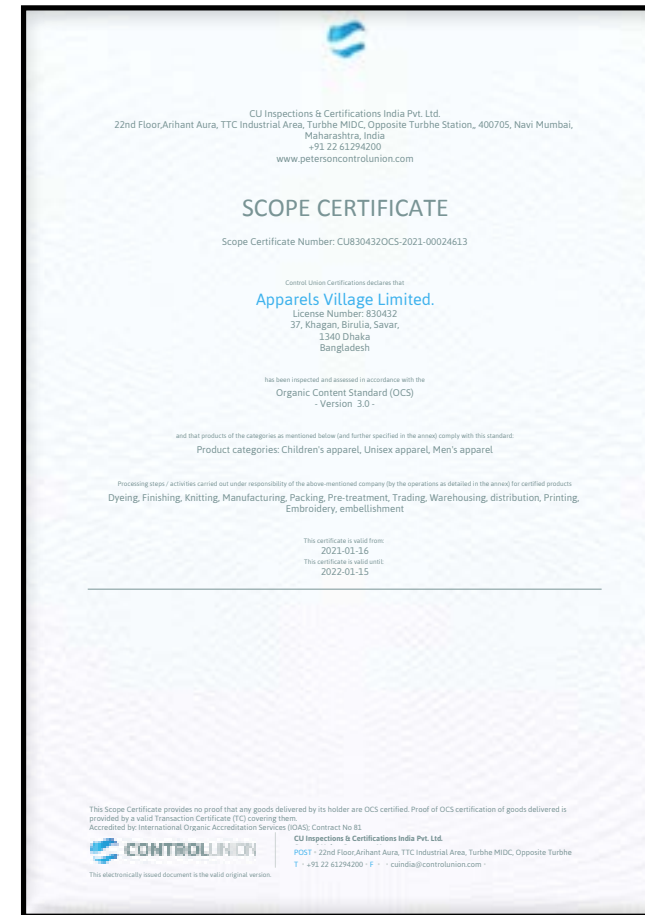 CU Inspections & Certifications India Pvt. Ltd.
22nd Floor,Arihant Aura, TTC Industrial Area, Turbhe MIDC, Opposite Turbhe Station,, 400705, Navi Mumbai,
Maharashtra, India
+91 22 61294200
www.petersoncontrolunion.com
SCOPE CERTIFICATE
Scope Certificate Number: CU830432OCS-2021-00024613
Control Union Certifications declares that
Apparels Village Limited.
License Number: 830432
37, Khagan, Birulia, Savar,
1340 Dhaka
Bangladesh
has been inspected and assessed in accordance with the
Organic Content Standard (OCS)
- Version 3.0 -
and that products of the categories as mentioned below (and further specified in the annex) comply with this standard:
Product categories: Children's apparel, Unisex apparel, Men's apparel
Processing steps / activities carried out under responsibility of the above-mentioned company (by the operations as detailed in the annex) for certified products
Dyeing, Finishing, Knitting, Manufacturing, Packing, Pre-treatment, Trading, Warehousing, distribution, Printing,
Embroidery, embellishment
This certificate is valid from:
2021-01-16
This certificate is valid until:
2022-01-15
This Scope Certificate provides no proof that any goods delivered by its holder are OCS certified. Proof of OCS certification of goods delivered is
provided by a valid Transaction Certificate (TC) covering them.
Accredited by: International Organic Accreditation Services (IOAS); Contract No 81
CONTROLUNION
CU Inspections & Certifications India Pvt. Ltd.
POST - 22nd Floor,Arihant Aura, TTC Industrial Area, Turbhe MIDC, Opposite Turbhe
T - +91 22 61294200 - F - - cuindia@controlunion.com -
This electronically issued document is the valid original version.